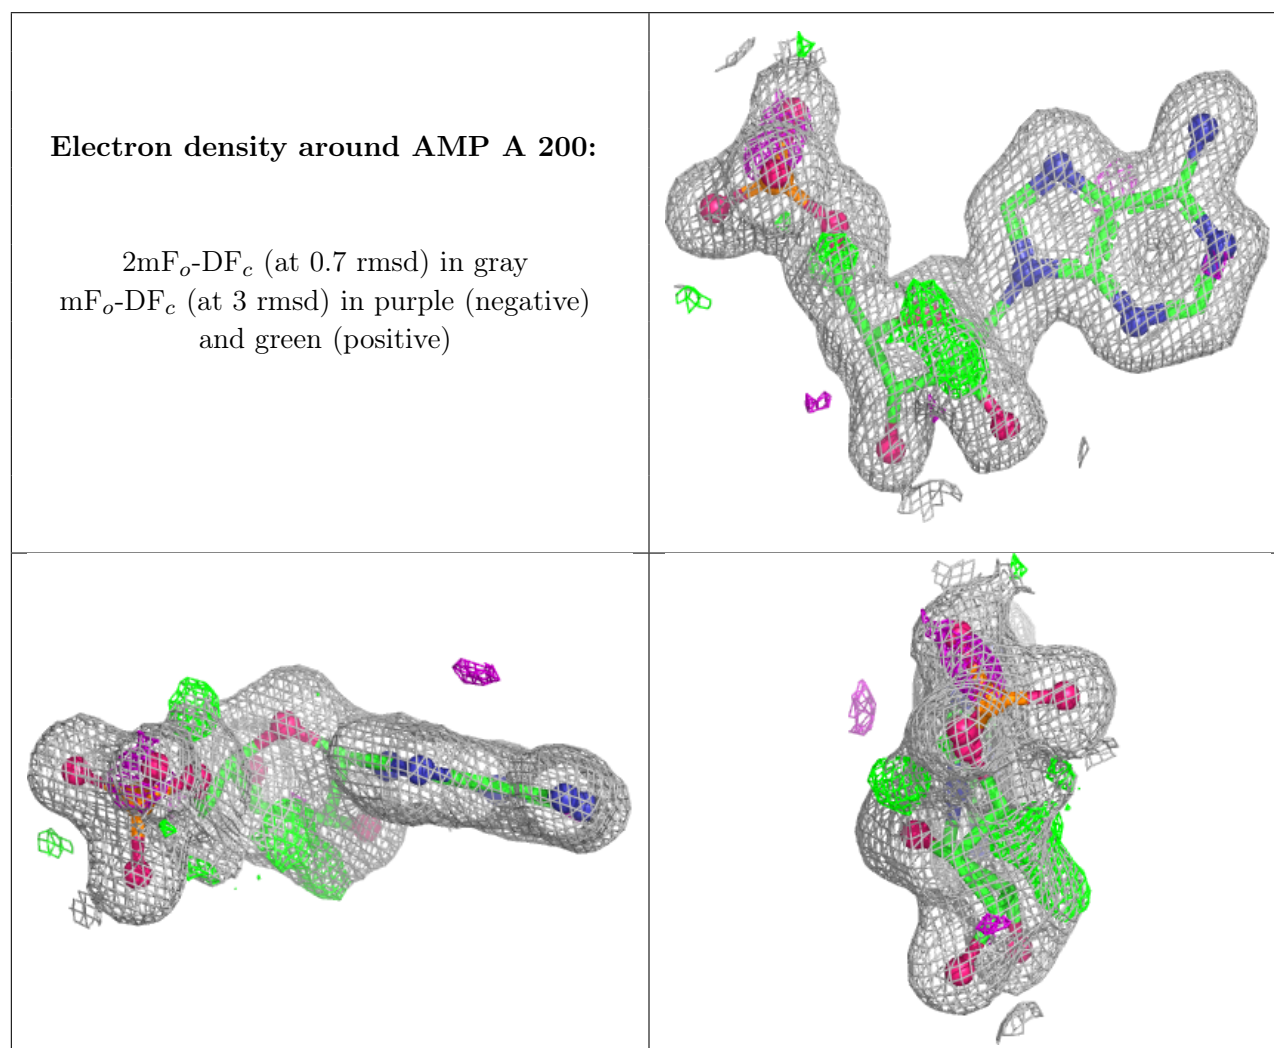 Electron density around AMP A 200:
2mFo-DFc (at 0.7 rmsd) in gray
mFo-DFc (at 3 rmsd) in purple (negative)
and green (positive)